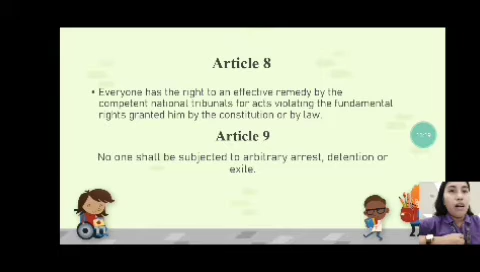 Article 8
• Everyone has the right to an effective remedy by the
competent national tribunals for acts violating the fundamental
rights granted him by the constitution or by law.
Article 9
No one shall be subjected to arbitrary arrest, detention or
exile.